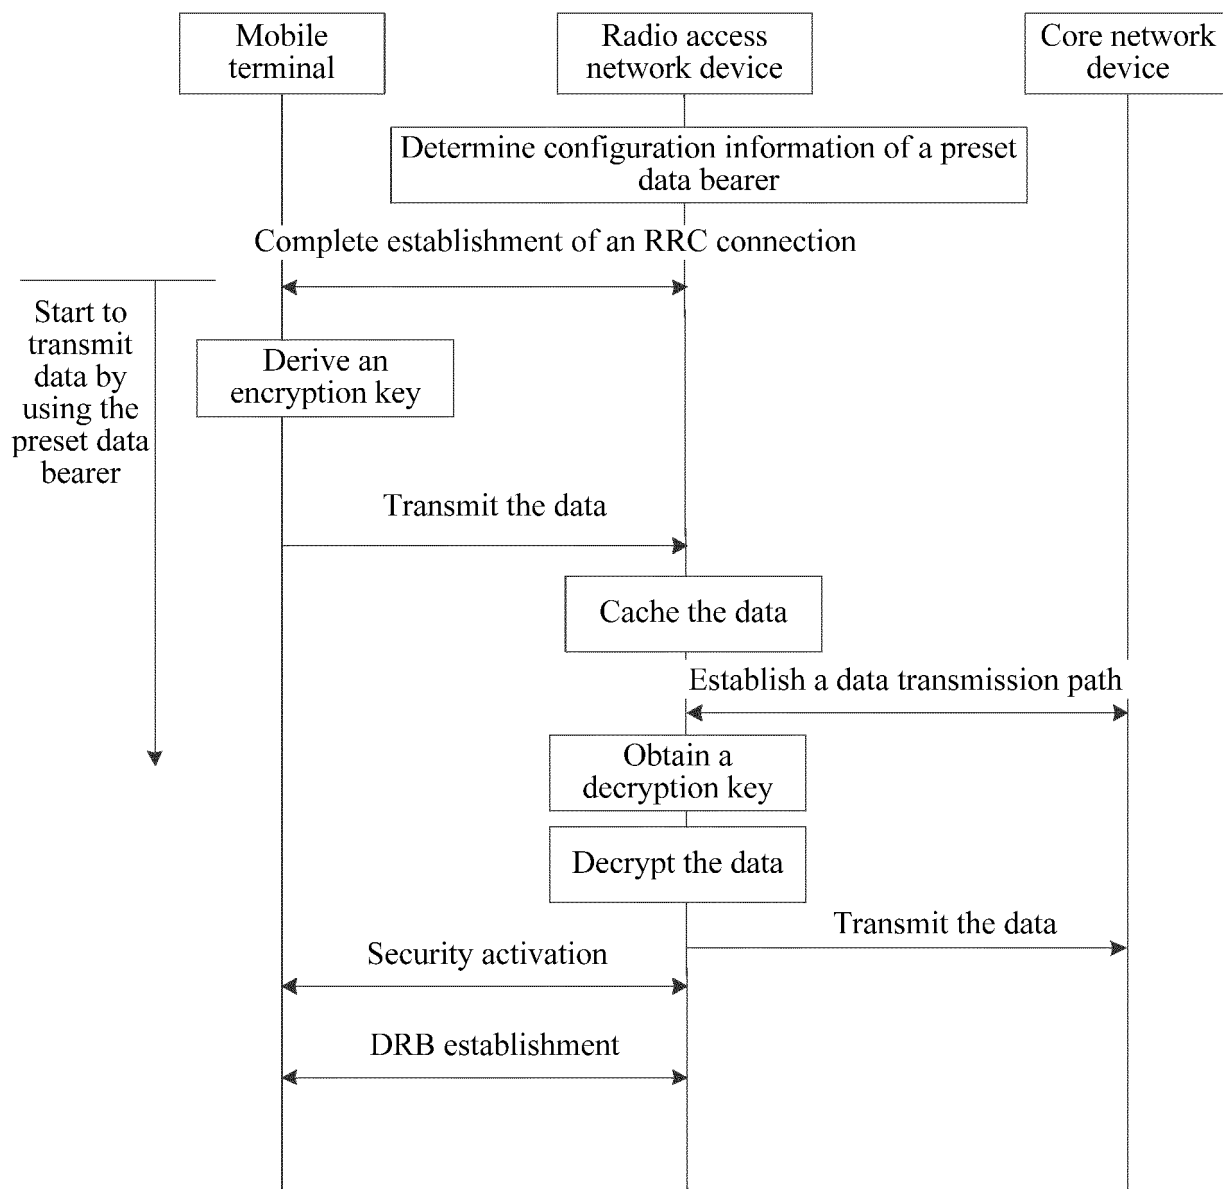 Mobile
terminal
Radio access
network device
Core network
device
Determine configuration information of a preset
data bearer
Complete establishment of an RRC connection
Start to
transmit
data by
using the
preset data
bearer
Derive an
encryption key
Transmit the data
Cache the data
Establish a data transmission path
Obtain a
decryption key
Decrypt the data
Transmit the data
Security activation
DRB establishment